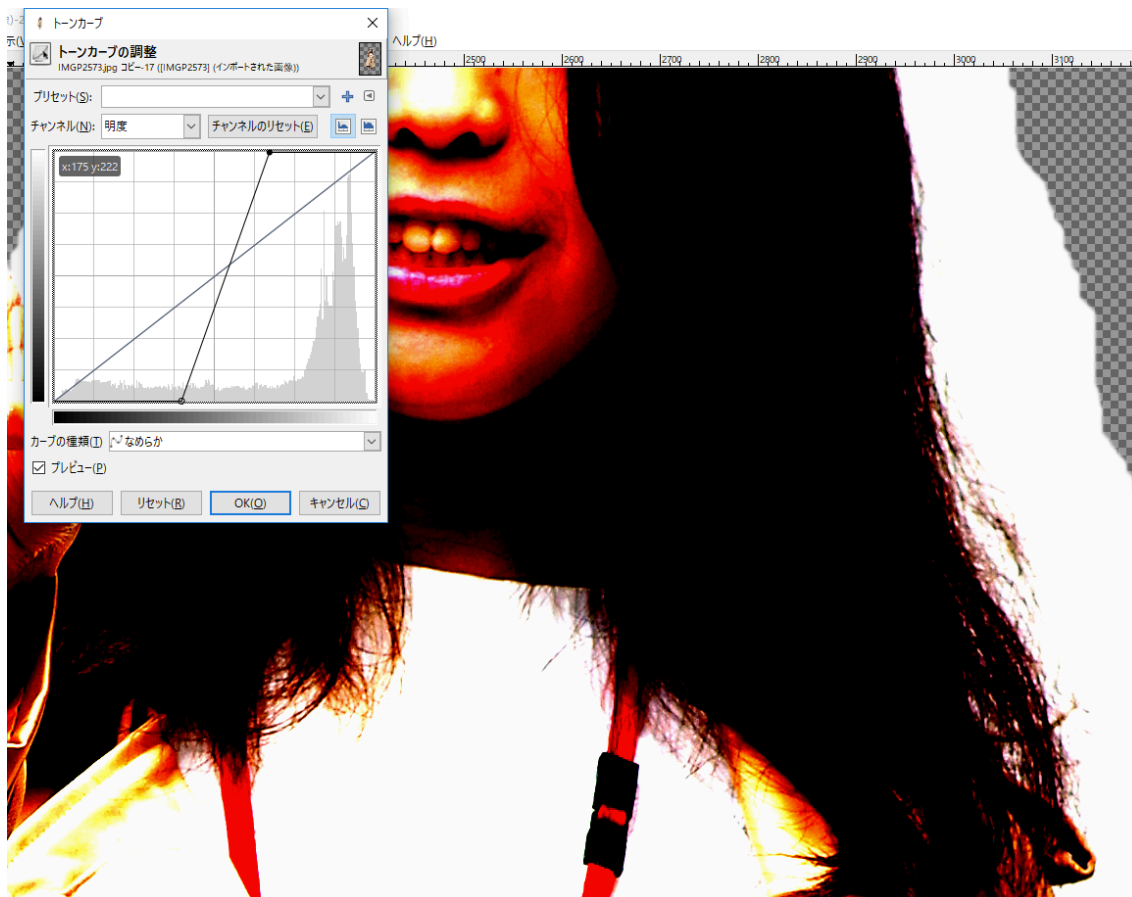 t)-2
トーンカーブ
示(V
ヘルプ(H)
トーンカーブの調整
IMGP2573.jpg コピー-17 ([IMGP2573] (インポートされた画像))
2500 2600 2700 2800 2900 3000 3100
プリセット(S):
チャンネル(N): 明度 チャンネルのリセット(E)
x:175 y:222
カーブの種類(T) なめらか
プレビュー(P)
ヘルプ(H) リセット(R) OK(O) キャンセル(C)